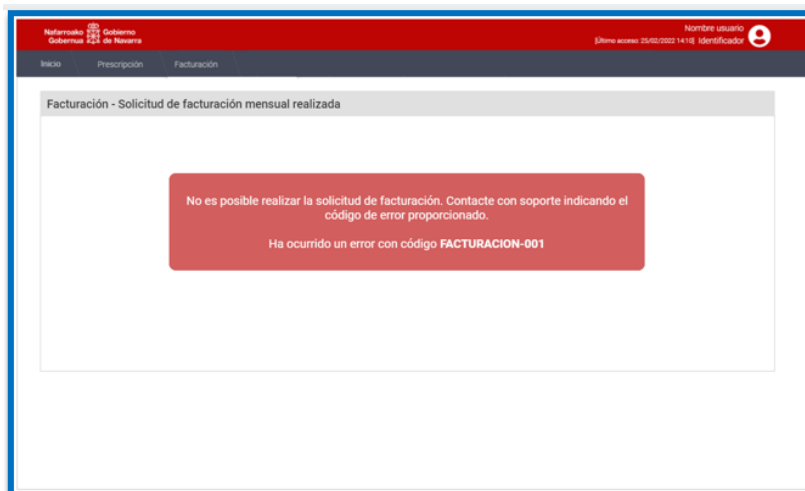 Nafarroako Gobierno
Gobernua de Navarra
Nombre usuario
[Último acceso: 25/02/2022 14:10] Identificador
Inicio Prescripción Facturación
Facturación - Solicitud de facturación mensual realizada
No es posible realizar la solicitud de facturación. Contacte con soporte indicando el
código de error proporcionado.
Ha ocurrido un error con código FACTURACION-001